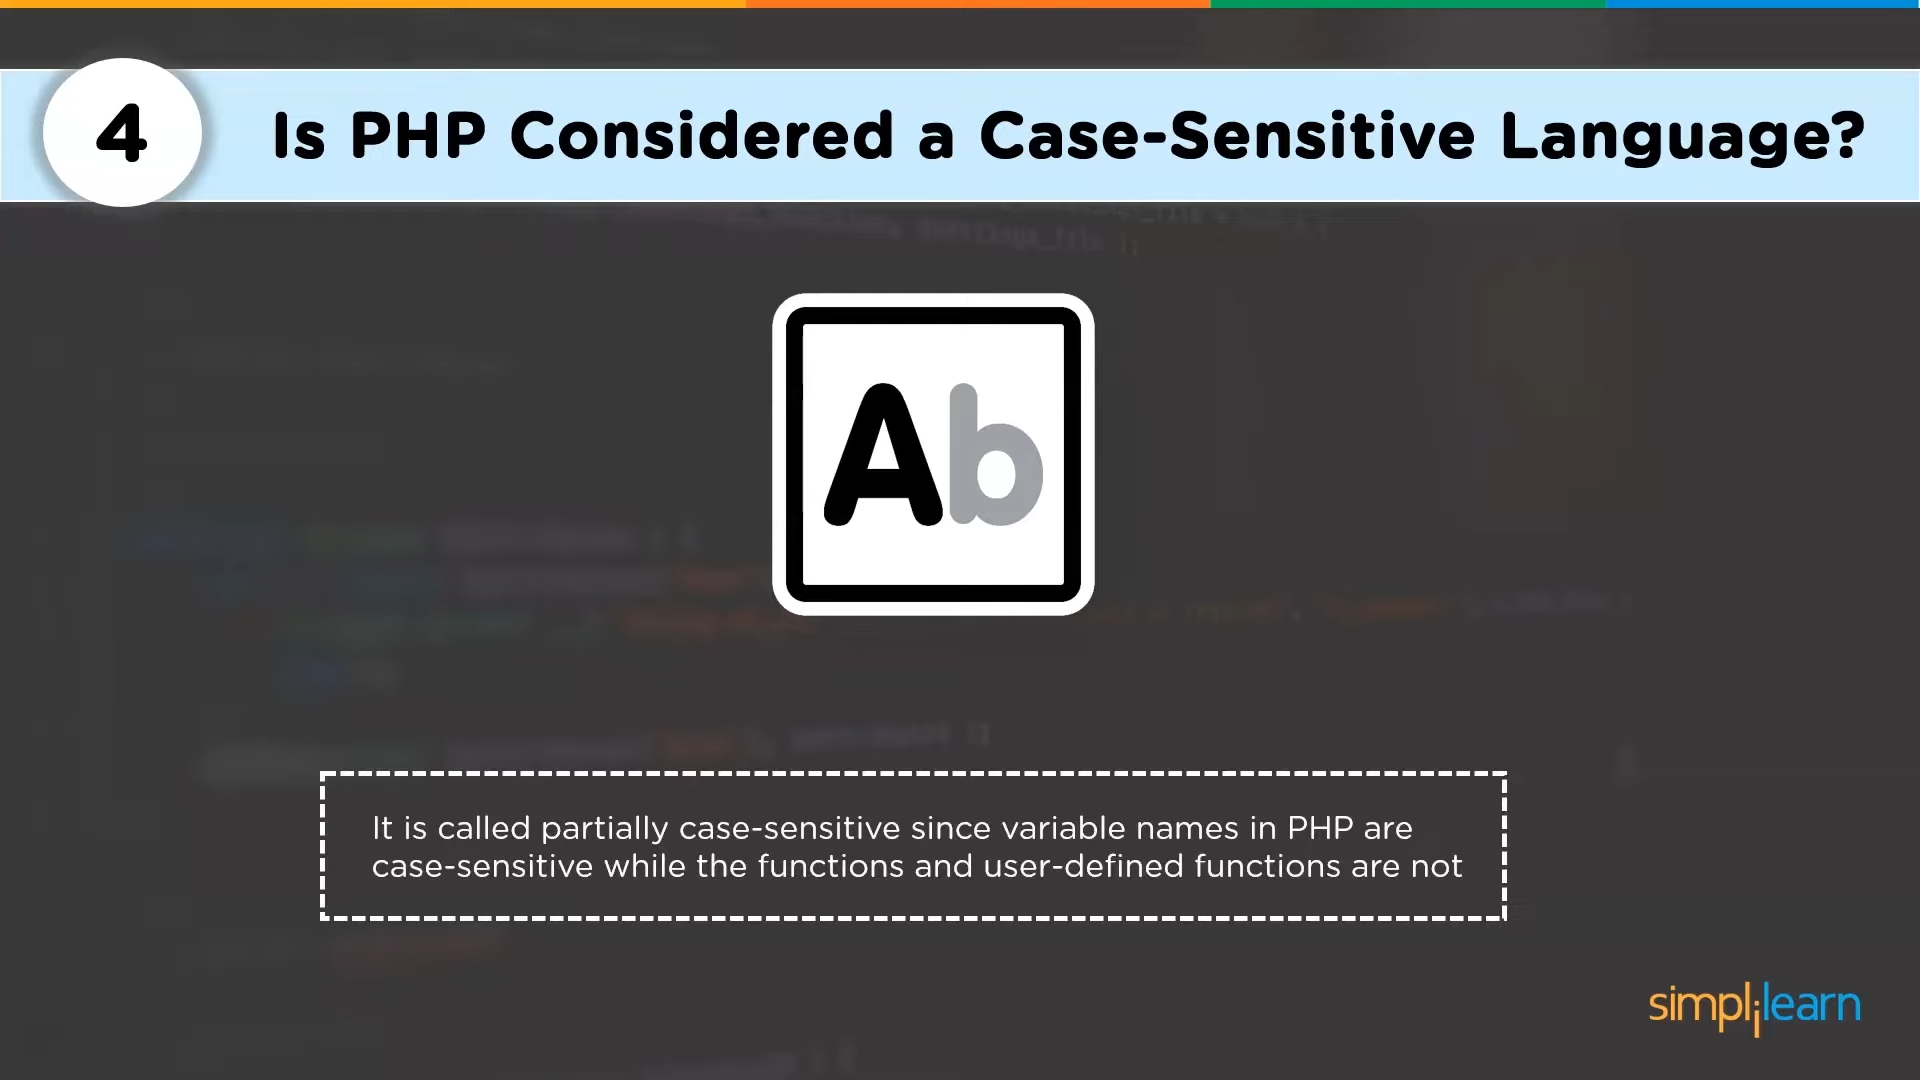 4
Is PHP Considered a Case-Sensitive Language?
Ab
It is called partially case-sensitive since variable names in PHP are
case-sensitive while the functions and user-defined functions are not
simplilearn